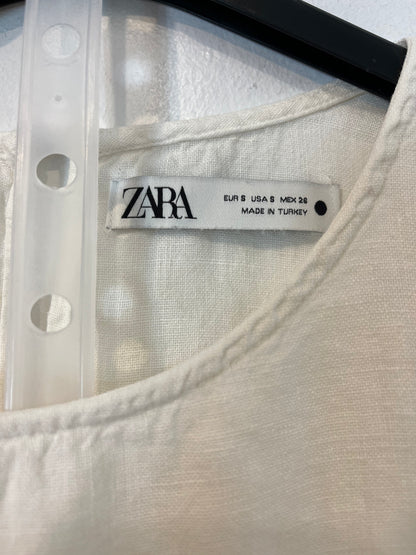 ZARA
EUR S USA S MEX 26
MADE IN TURKEY